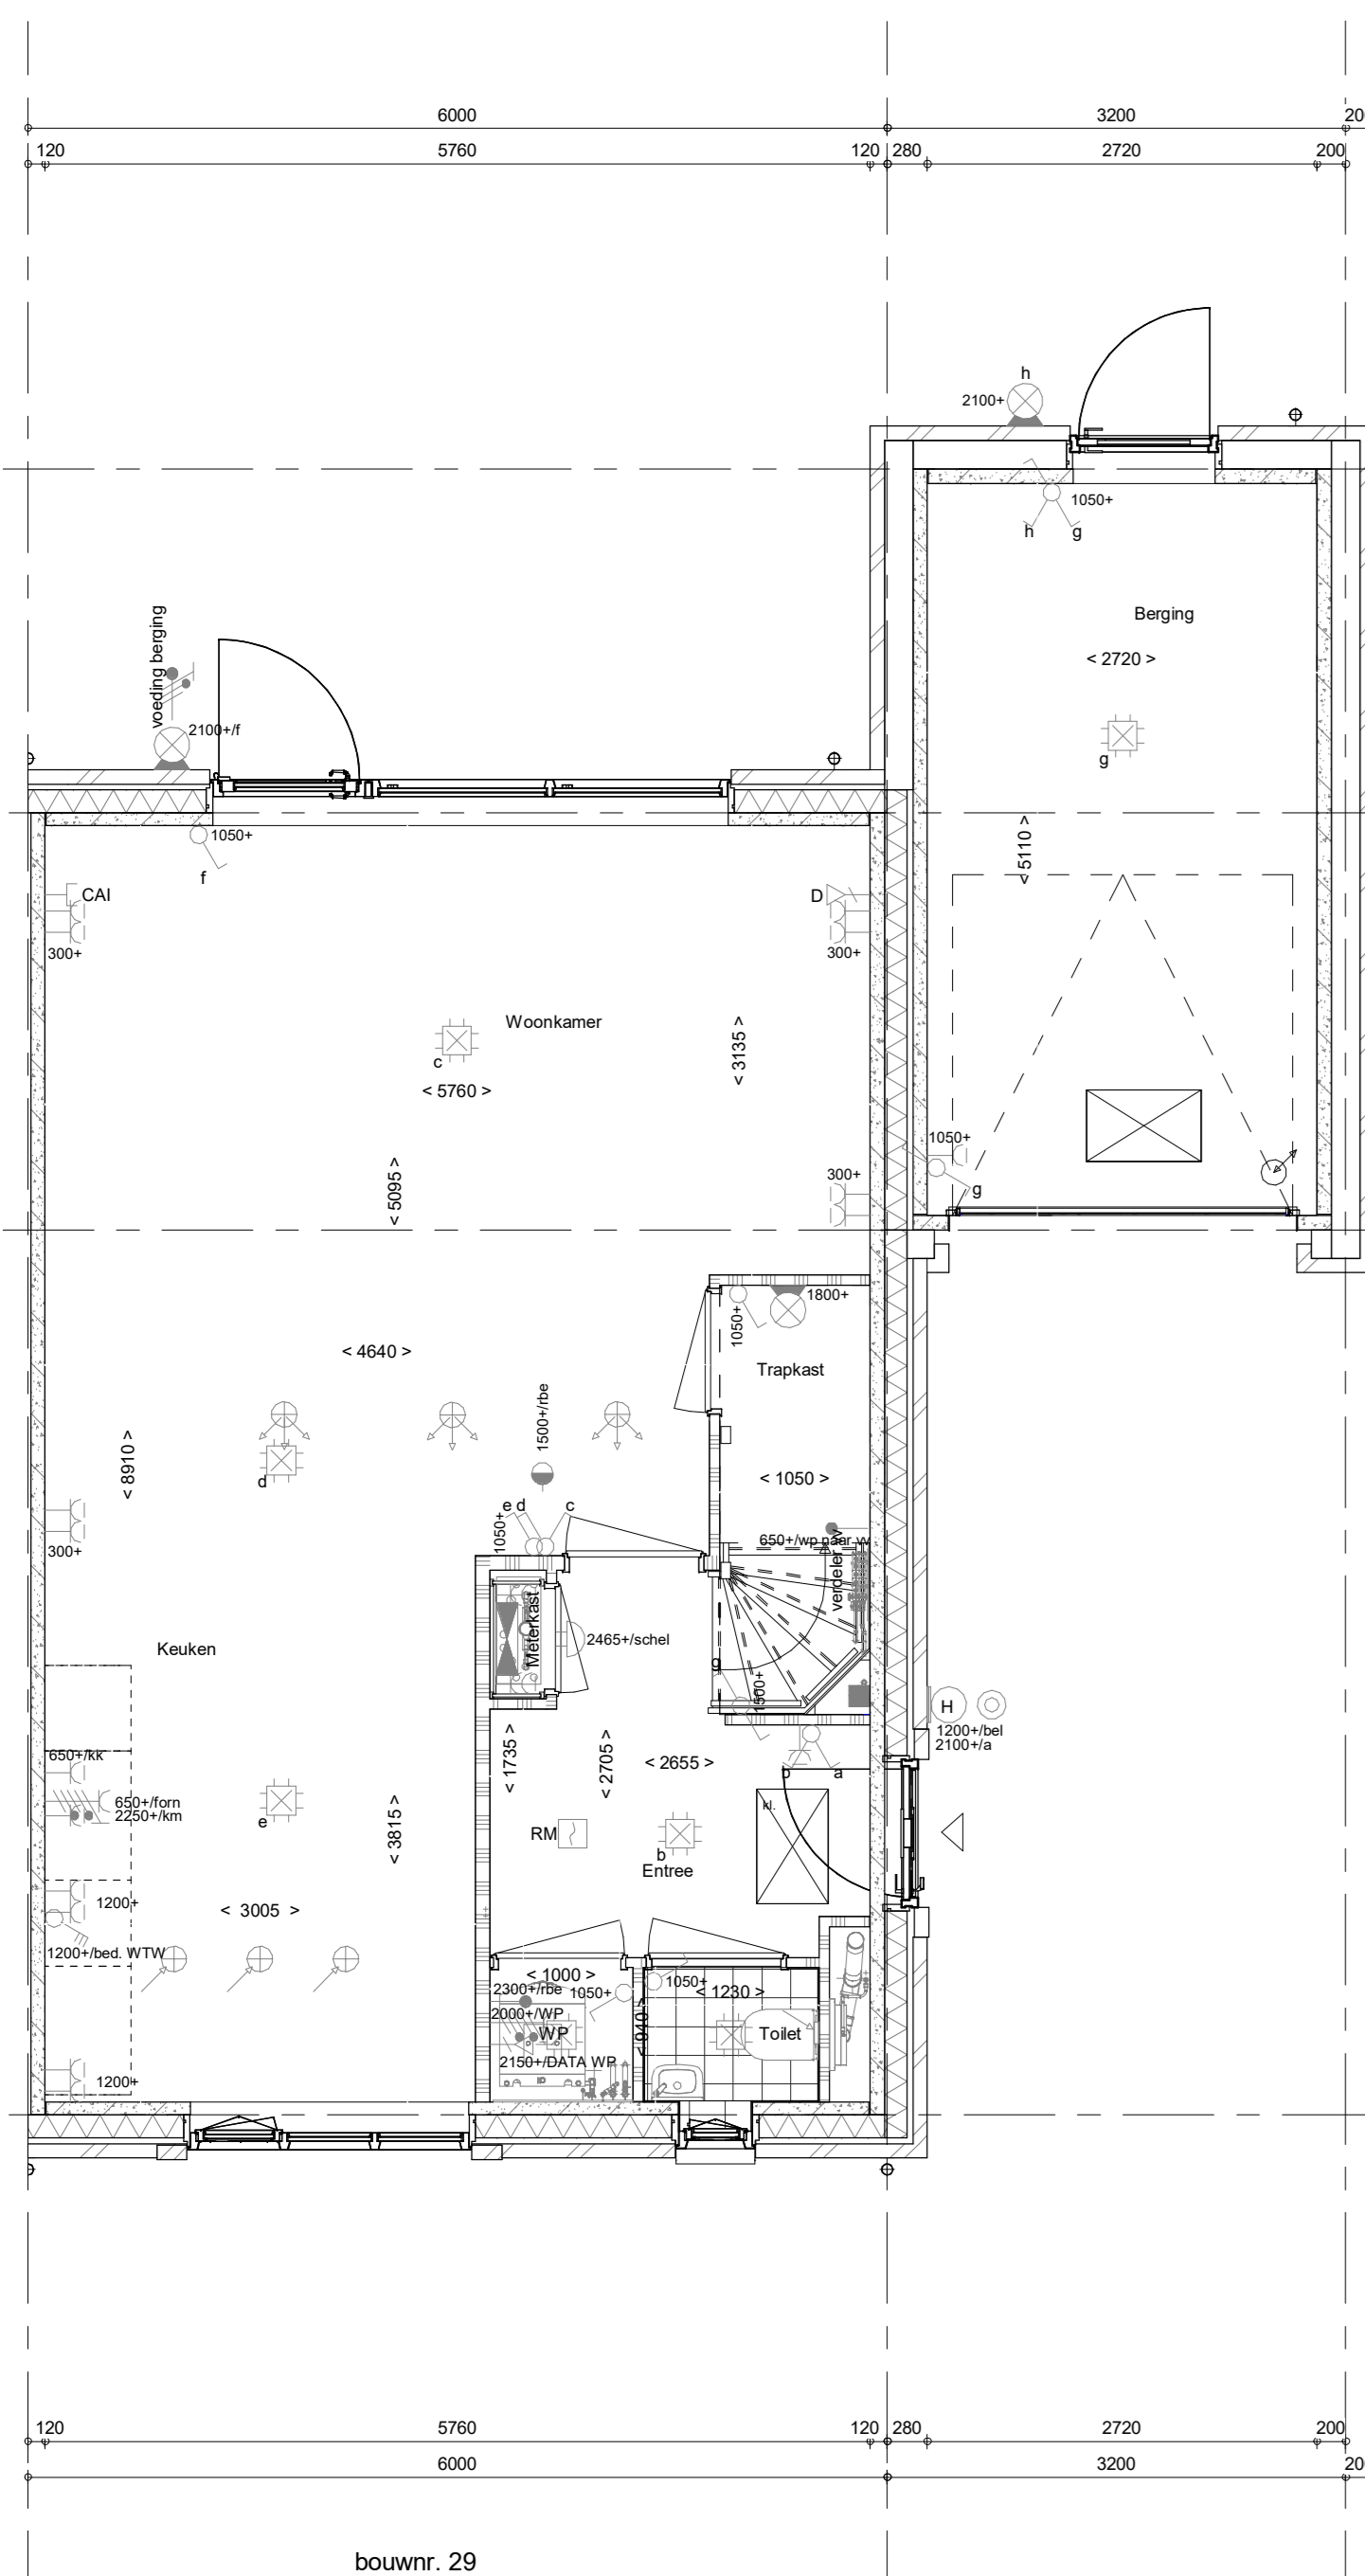 6000 3200 20
120 5760 120 280 2720 200
h
2100+
1050+
h g
Berging
< 2720 >
voeding berging
2100+/f
g
1050+
f
< 5110 >
CAI
D
300+
300+
Woonkamer
c
< 3135 >
< 5760 >
1050+
< 5095 >
300+
g
1800+
1050+
< 4640 >
Trapkast
1500+/rbe
< 8910 >
d
< 1050 >
e d c
1050+
300+
650+/wp naar v
verdeler
Meterkast
Keuken
2465+/schel
g
1500+
H
1200+/bel
2100+/a
650+/kk
< 1735 >
< 2705 >
< 2655 >
b a
650+/forn
2250+/km
e
< 3815 >
kl.
RM
b
Entree
1200+
< 3005 >
1200+/bed. WTW
< 1000 >
2300+/rbe
1050+
1050+
< 1230 >
2000+/WP
WP
< 940 >
Toilet
2150+/DATA WP
1200+
120 5760 120 280 2720 200
6000 3200 20
bouwnr. 29